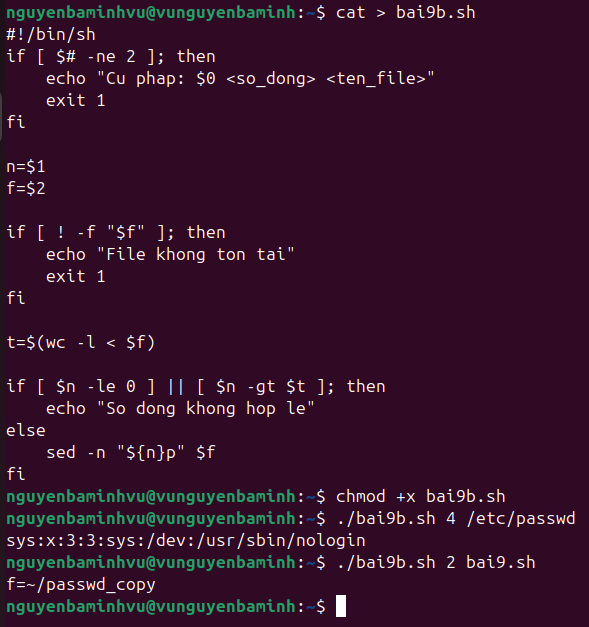 nguyenbaminhvu@vunguyenbaminh:~$ cat > bai9b.sh
#!/bin/sh
if [ $# -ne 2 ]; then
    echo "Cu phap: $0 <so_dong> <ten_file>"
    exit 1
fi

n=$1
f=$2

if [ ! -f "$f" ]; then
    echo "File khong ton tai"
    exit 1
fi

t=$(wc -l < $f)

if [ $n -le 0 ] || [ $n -gt $t ]; then
    echo "So dong khong hop le"
else
    sed -n "${n}p" $f
fi
nguyenbaminhvu@vunguyenbaminh:~$ chmod +x bai9b.sh
nguyenbaminhvu@vunguyenbaminh:~$ ./bai9b.sh 4 /etc/passwd
sys:x:3:3:sys:/dev:/usr/sbin/nologin
nguyenbaminhvu@vunguyenbaminh:~$ ./bai9b.sh 2 bai9.sh
f=~/passwd_copy
nguyenbaminhvu@vunguyenbaminh:~$